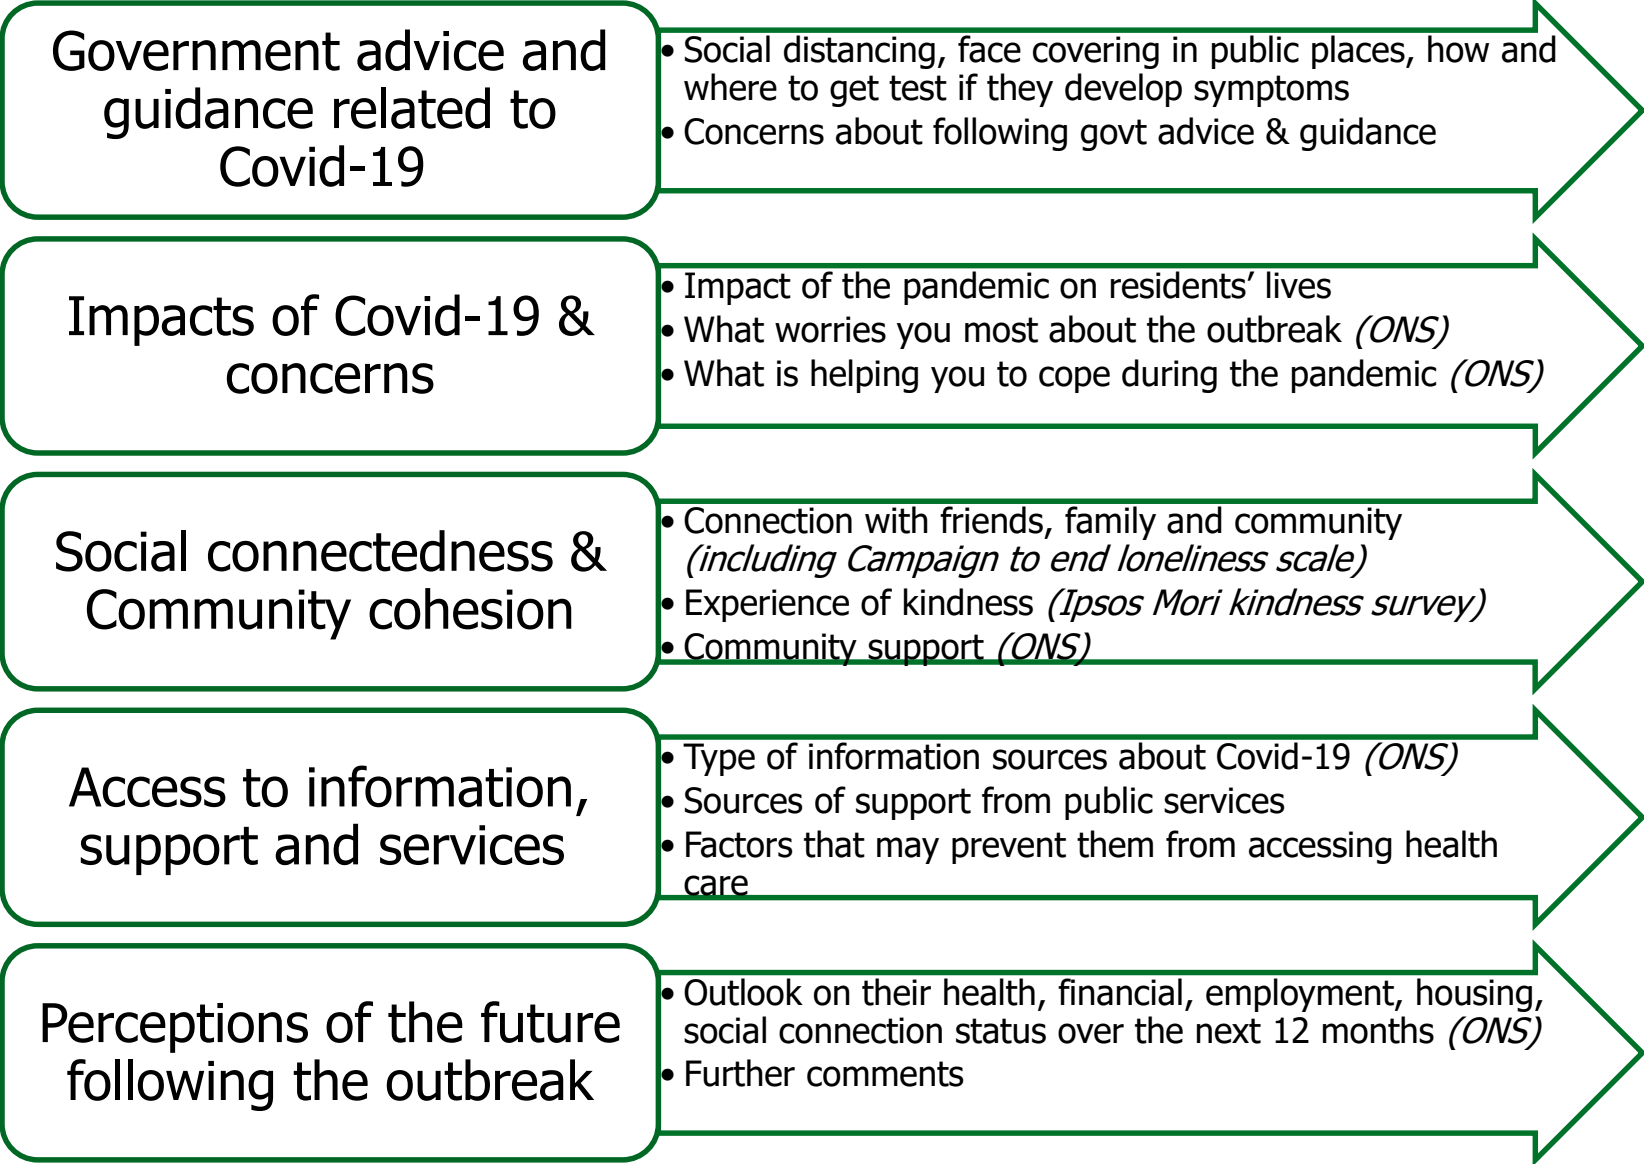 Government advice and
guidance related to
Covid-19
• Social distancing, face covering in public places, how and
where to get test if they develop symptoms
• Concerns about following govt advice & guidance
Impacts of Covid-19 &
concerns
• Impact of the pandemic on residents’ lives
• What worries you most about the outbreak (ONS)
• What is helping you to cope during the pandemic (ONS)
Social connectedness &
Community cohesion
• Connection with friends, family and community
(including Campaign to end loneliness scale)
• Experience of kindness (Ipsos Mori kindness survey)
• Community support (ONS)
Access to information,
support and services
• Type of information sources about Covid-19 (ONS)
• Sources of support from public services
• Factors that may prevent them from accessing health
care
Perceptions of the future
following the outbreak
• Outlook on their health, financial, employment, housing,
social connection status over the next 12 months (ONS)
• Further comments